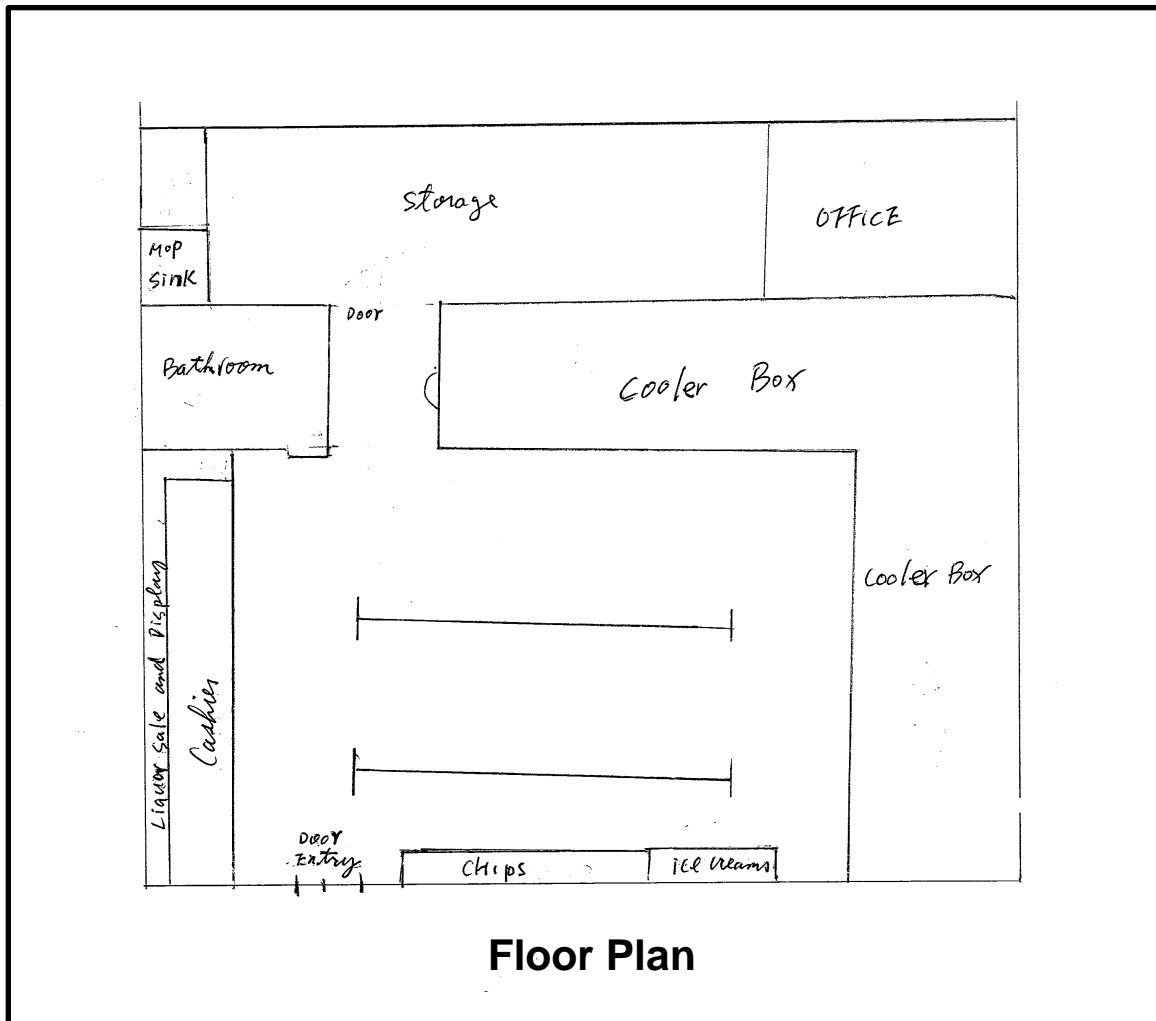 Storage
OFFiCE
Mop
Sink
Door
Bathroom
Cooler Box
Cooler Box
Liquor Sale and Display
Cashier
Door
Entry
CHips
ice creams
Floor Plan